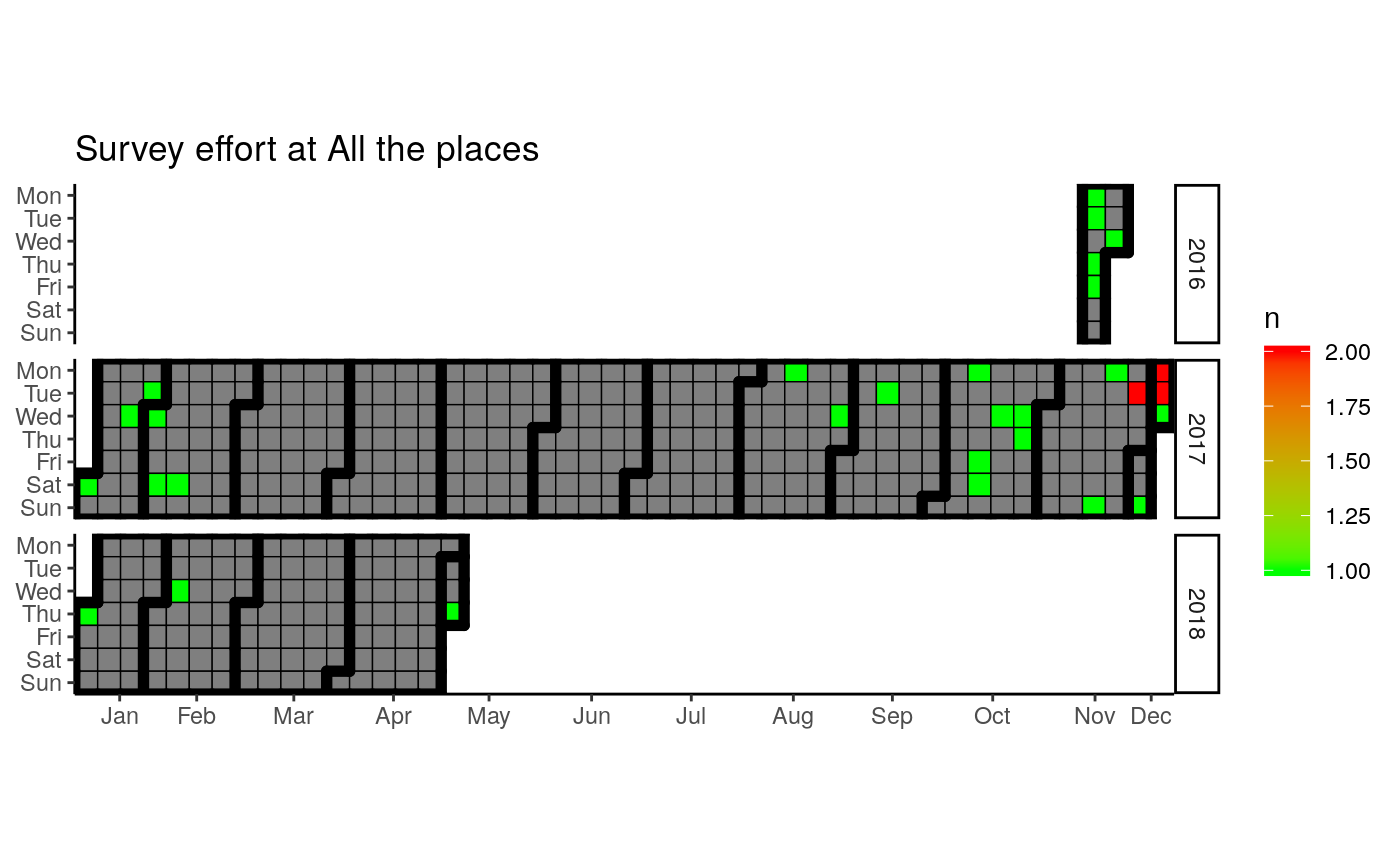 Survey effort at All the places
Mon
Tue
Wed
Thu
Fri
Sat
Sun
2016
Mon
Tue
Wed
Thu
Fri
Sat
Sun
2017
Mon
Tue
Wed
Thu
Fri
Sat
Sun
2018
Jan Feb Mar Apr May Jun Jul Aug Sep Oct Nov Dec
n
2.00
1.75
1.50
1.25
1.00